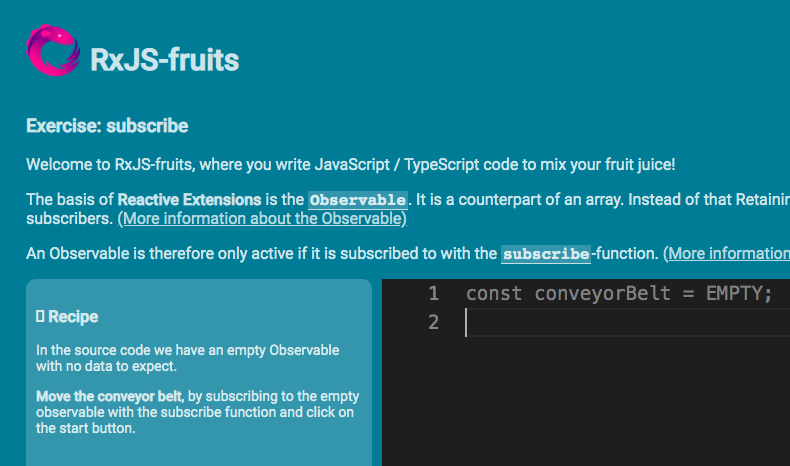 RxJS-fruits
Exercise: subscribe
Welcome to RxJS-fruits, where you write JavaScript / TypeScript code to mix your fruit juice!
The basis of Reactive Extensions is the Observable. It is a counterpart of an array. Instead of that Retainin
subscribers. (More information about the Observable)
An Observable is therefore only active if it is subscribed to with the subscribe-function. (More information
Recipe
In the source code we have an empty Observable
with no data to expect.
Move the conveyor belt, by subscribing to the empty
observable with the subscribe function and click on
the start button.
1 const conveyorBelt = EMPTY;
2